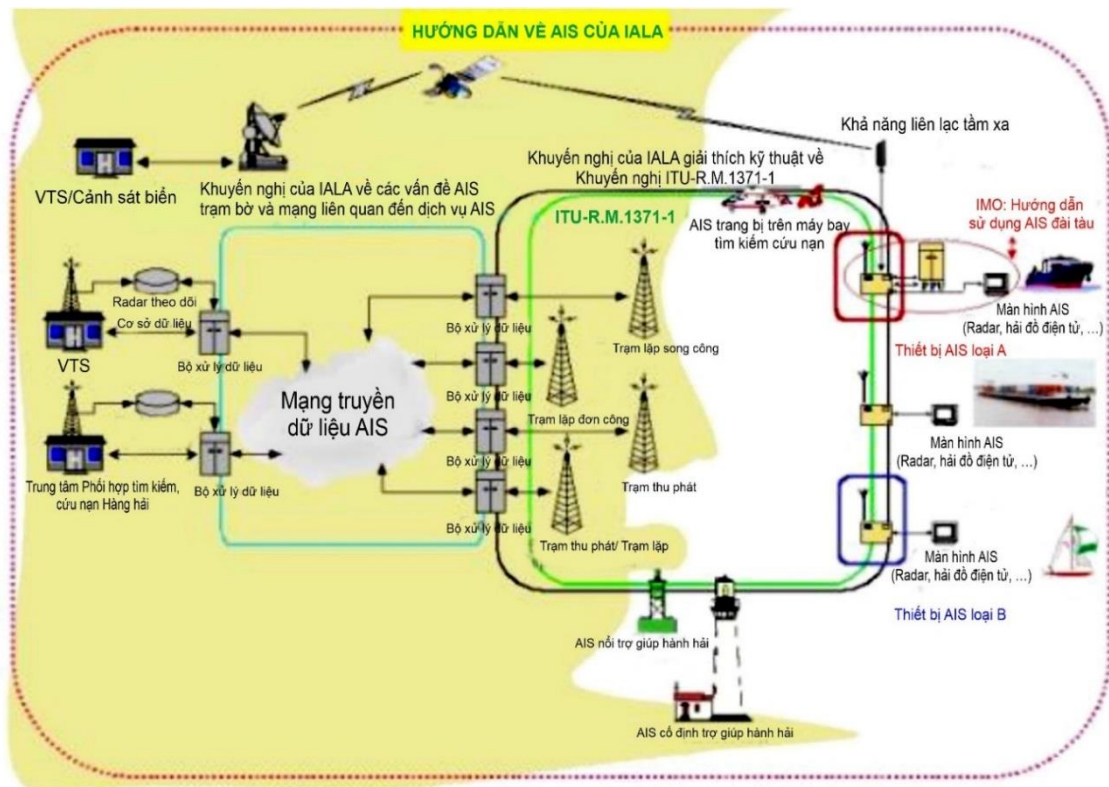 HƯỚNG DẪN VỀ AIS CỦA IALA
Khả năng liên lạc tầm xa
VTS/Cảnh sát biển
Khuyến nghị của IALA về các vấn đề AIS
trạm bờ và mạng liên quan đến dịch vụ AIS
Khuyến nghị của IALA giải thích kỹ thuật về
Khuyến nghị ITU-R.M.1371-1
ITU-R.M.1371-1
AIS trang bị trên máy bay
tìm kiếm cứu nạn
IMO: Hướng dẫn
sử dụng AIS đài tàu
Radar theo dõi
Cơ sở dữ liệu
VTS
Bộ xử lý dữ liệu
Trung tâm Phối hợp tìm kiếm,
cứu nạn Hàng hải
Bộ xử lý dữ liệu
Mạng truyền
dữ liệu AIS
Bộ xử lý dữ liệu
Bộ xử lý dữ liệu
Bộ xử lý dữ liệu
Bộ xử lý dữ liệu
Trạm lặp song công
Trạm lặp đơn công
Trạm thu phát
Trạm thu phát/ Trạm lặp
Màn hình AIS
(Radar, hải đồ điện tử, ...)
Thiết bị AIS loại A
Màn hình AIS
(Radar, hải đồ điện tử, ...)
Màn hình AIS
(Radar, hải đồ điện tử, ...)
Thiết bị AIS loại B
AIS nổi trợ giúp hành hải
AIS cố định trợ giúp hành hải